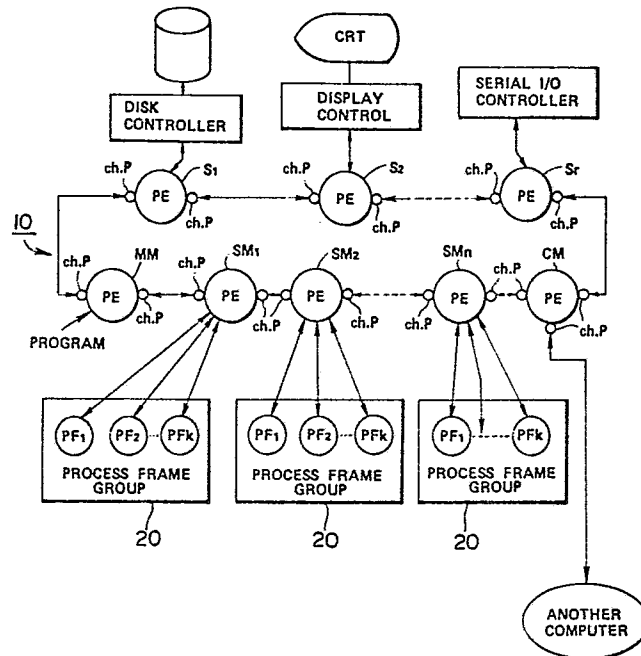 CRT
DISK
CONTROLLER
DISPLAY
CONTROL
SERIAL I/O
CONTROLLER
ch.P
S1
ch.P
S2
ch.P
Sr
PE
PE
PE
ch.P
ch.P
ch.P
10
ch.P
MM
ch.P
SM1
SM2
SMn
ch.P
ch.P
CM
PE
PE
PE
PE
PE
ch.P
ch.P
ch.P
ch.P
ch.P
PROGRAM
PF1
PF2
PFk
PF1
PF2
PFk
PF1
PFk
PROCESS FRAME
GROUP
PROCESS FRAME
GROUP
PROCESS FRAME
GROUP
20
20
20
ANOTHER
COMPUTER